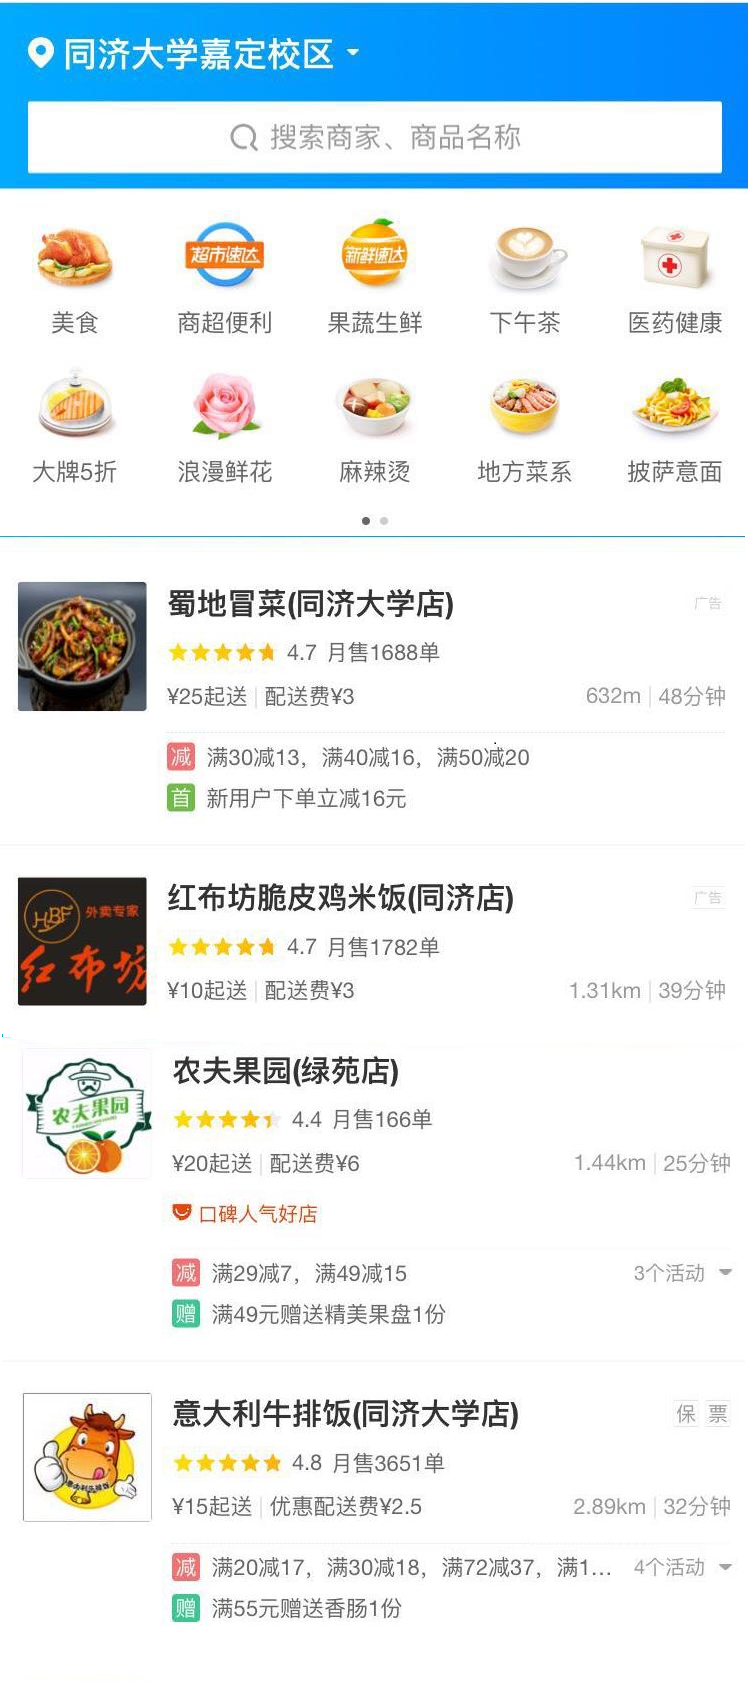 同济大学嘉定校区
搜索商家、商品名称
超市速达
新鲜速达
美食 商超便利 果蔬生鲜 下午茶 医药健康
大牌5折 浪漫鲜花 麻辣烫 地方菜系 披萨意面
蜀地冒菜(同济大学店) 广告
4.7 月售1688单
¥25起送 配送费¥3 632m 48分钟
减 满30减13，满40减16，满50减20
首 新用户下单立减16元
HBF 外卖专家
红布坊
红布坊脆皮鸡米饭(同济店) 广告
4.7 月售1782单
¥10起送 配送费¥3 1.31km 39分钟
农夫果园
农夫果园(绿苑店)
4.4 月售166单
¥20起送 配送费¥6 1.44km 25分钟
口碑人气好店
减 满29减7，满49减15 3个活动
赠 满49元赠送精美果盘1份
意大利牛排饭
意大利牛排饭(同济大学店) 保 票
4.8 月售3651单
¥15起送 优惠配送费¥2.5 2.89km 32分钟
减 满20减17，满30减18，满72减37，满1... 4个活动
赠 满55元赠送香肠1份